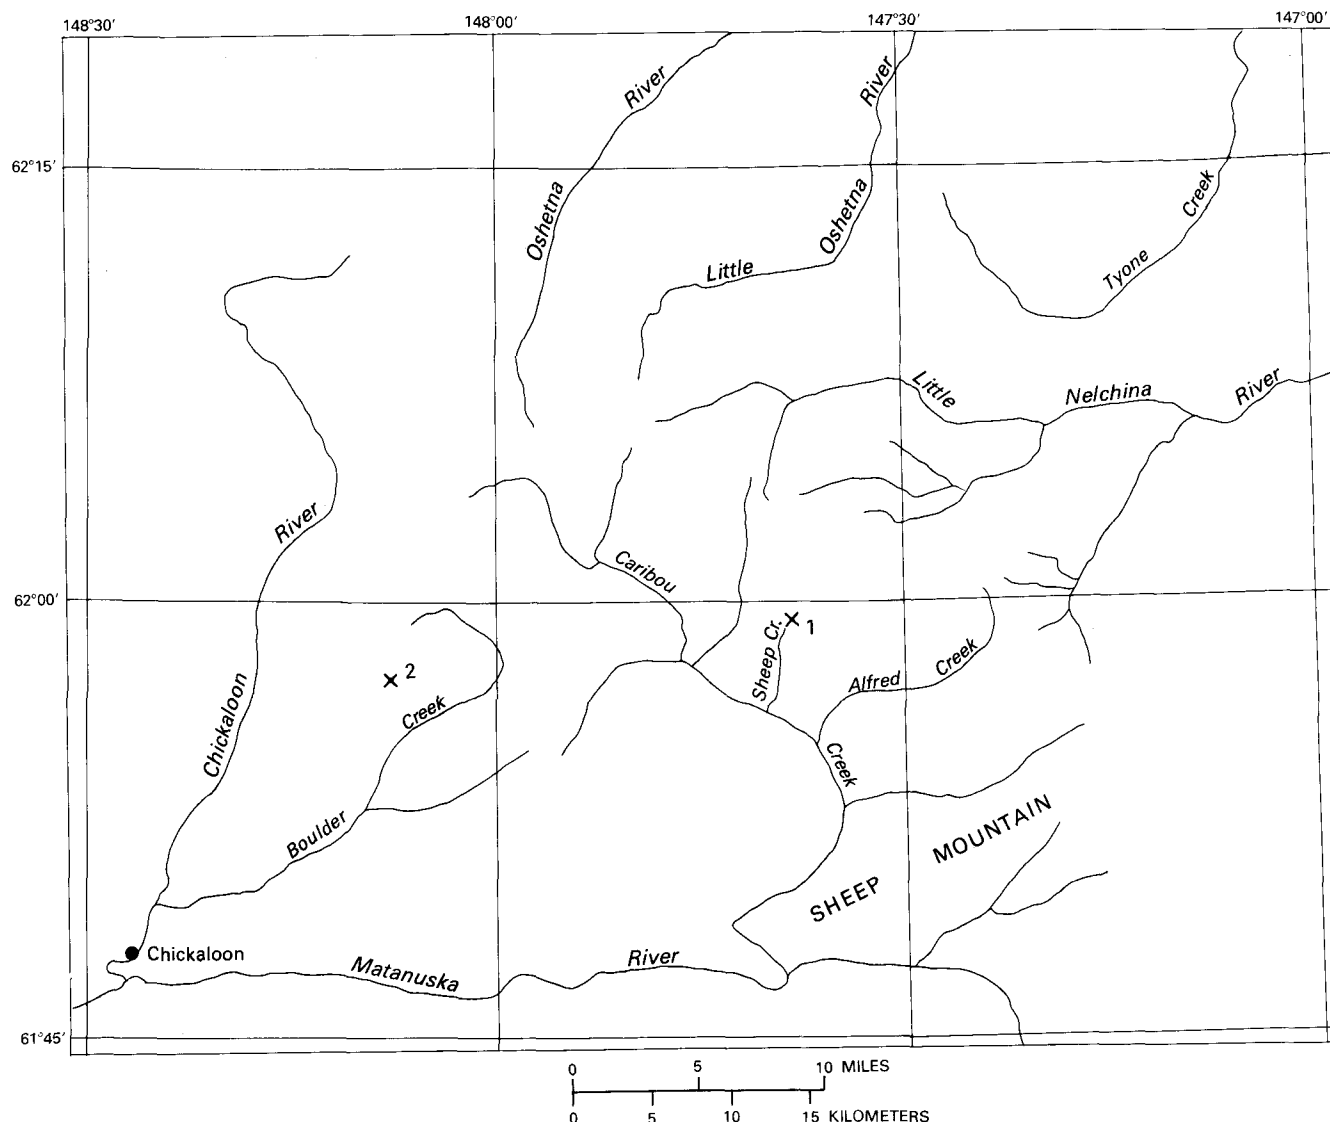 148°30′ 148°00′ 147°30′ 147°00′
River
River
62°15′
Oshetna
Oshetna
Creek
Little
Tyone
Little
Nelchina
River
River
Caribou
62°00′
Sheep Cr.
1
2
Chickaloon
Creek
Alfred
Creek
Creek
Boulder
SHEEP MOUNTAIN
Chickaloon
Matanuska
River
61°45′
0 5 10 MILES
0 5 10 15 KILOMETERS